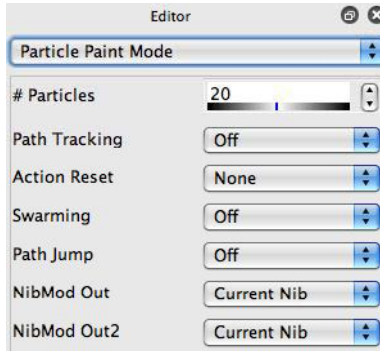 Editor
Particle Paint Mode
# Particles 20
Path Tracking Off
Action Reset None
Swarming Off
Path Jump Off
NibMod Out Current Nib
NibMod Out2 Current Nib